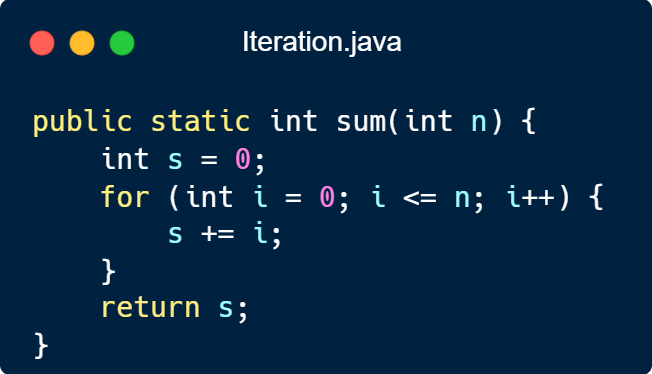 Iteration.java
public static int sum(int n) {
    int s = 0;
    for (int i = 0; i <= n; i++) {
        s += i;
    }
    return s;
}